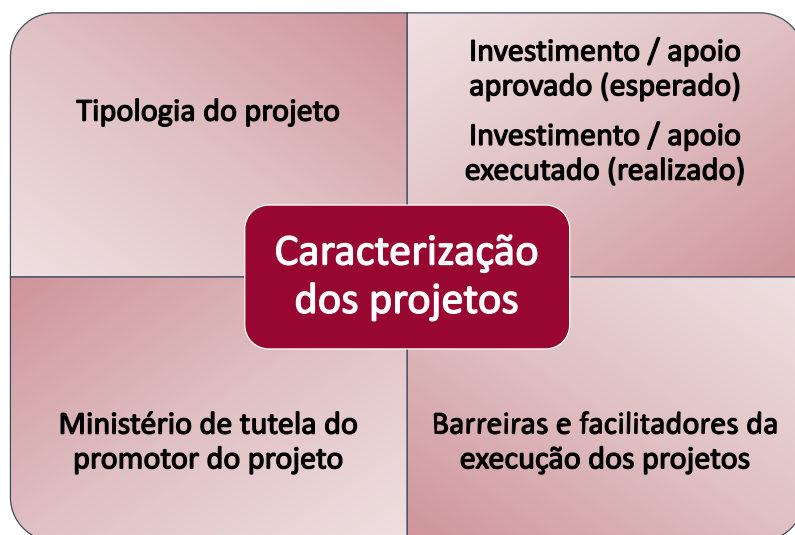 Tipologia do projeto
Investimento / apoio
aprovado (esperado)
Investimento / apoio
executado (realizado)
Caracterização
dos projetos
Ministério de tutela do
promotor do projeto
Barreiras e facilitadores da
execução dos projetos